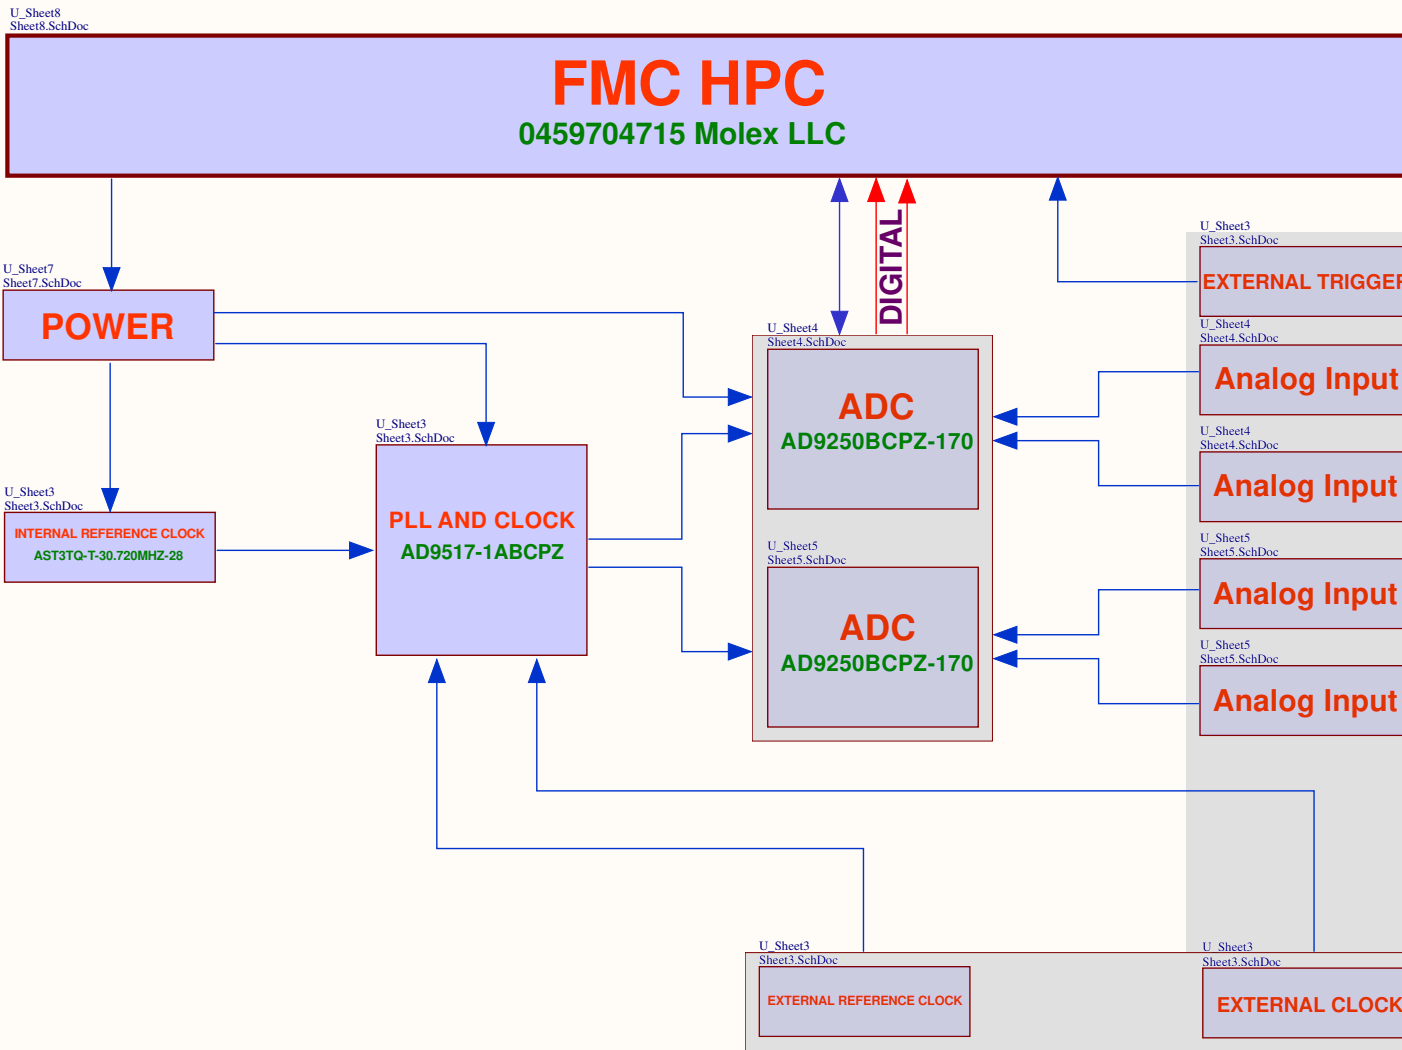 U_Sheet8
Sheet8.SchDoc
FMC HPC
0459704715 Molex LLC
DIGITAL
U_Sheet7
Sheet7.SchDoc
POWER
U_Sheet3
Sheet3.SchDoc
EXTERNAL TRIGGER
U_Sheet4
Sheet4.SchDoc
Analog Input
U_Sheet4
Sheet4.SchDoc
ADC
AD9250BCPZ-170
U_Sheet3
Sheet3.SchDoc
PLL AND CLOCK
AD9517-1ABCPZ
U_Sheet4
Sheet4.SchDoc
Analog Input
U_Sheet3
Sheet3.SchDoc
INTERNAL REFERENCE CLOCK
AST3TQ-T-30.720MHZ-28
U_Sheet5
Sheet5.SchDoc
ADC
AD9250BCPZ-170
U_Sheet5
Sheet5.SchDoc
Analog Input
U_Sheet5
Sheet5.SchDoc
Analog Input
U_Sheet3
Sheet3.SchDoc
EXTERNAL REFERENCE CLOCK
U_Sheet3
Sheet3.SchDoc
EXTERNAL CLOCK